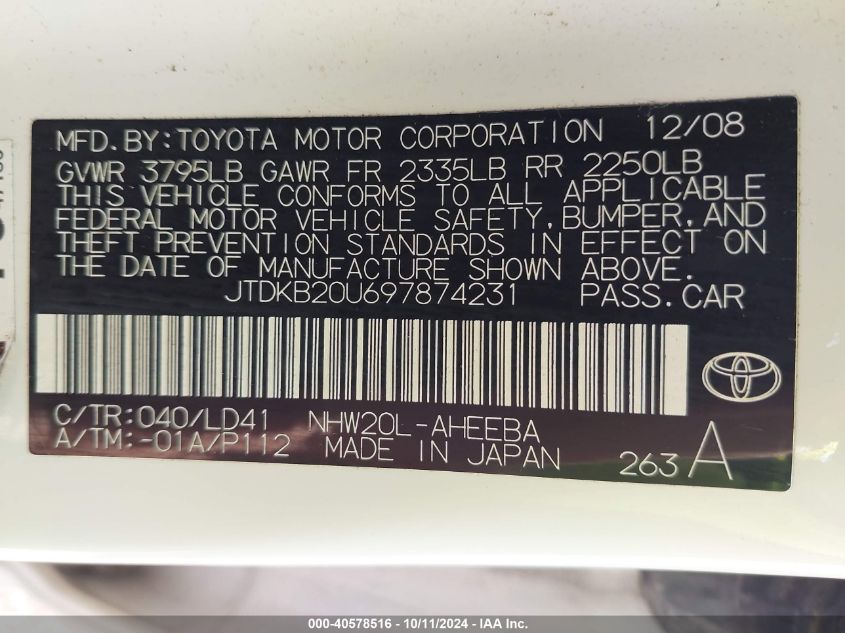 MFD. BY: TOYOTA MOTOR CORPORATION 12/08
GVWR 3795LB GAWR FR 2335LB RR 2250LB
THIS VEHICLE CONFORMS TO ALL APPLICABLE
FEDERAL MOTOR VEHICLE SAFETY, BUMPER, AND
THEFT PREVENTION STANDARDS IN EFFECT ON
THE DATE OF MANUFACTURE SHOWN ABOVE.
JTDKB20U697874231 PASS. CAR
C/TR: 040/LD41 NHW20L-AHEEBA
A/TM: -01A/P112 MADE IN JAPAN 263 A
000-40578516 - 10/11/2024 - IAA Inc.